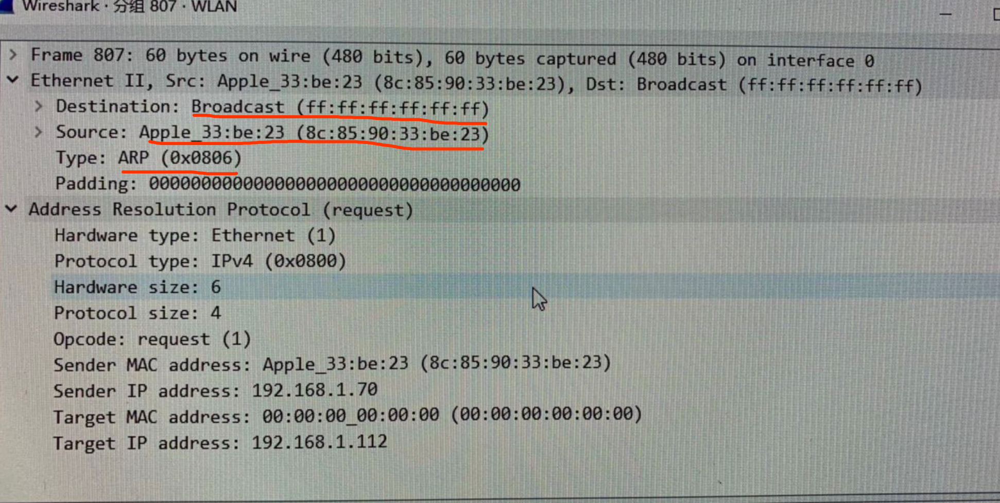 Wireshark · 分组 807 · WLAN
Frame 807: 60 bytes on wire (480 bits), 60 bytes captured (480 bits) on interface 0
Ethernet II, Src: Apple_33:be:23 (8c:85:90:33:be:23), Dst: Broadcast (ff:ff:ff:ff:ff:ff)
Destination: Broadcast (ff:ff:ff:ff:ff:ff)
Source: Apple_33:be:23 (8c:85:90:33:be:23)
Type: ARP (0x0806)
Padding: 000000000000000000000000000000000000
Address Resolution Protocol (request)
Hardware type: Ethernet (1)
Protocol type: IPv4 (0x0800)
Hardware size: 6
Protocol size: 4
Opcode: request (1)
Sender MAC address: Apple_33:be:23 (8c:85:90:33:be:23)
Sender IP address: 192.168.1.70
Target MAC address: 00:00:00_00:00:00 (00:00:00:00:00:00)
Target IP address: 192.168.1.112